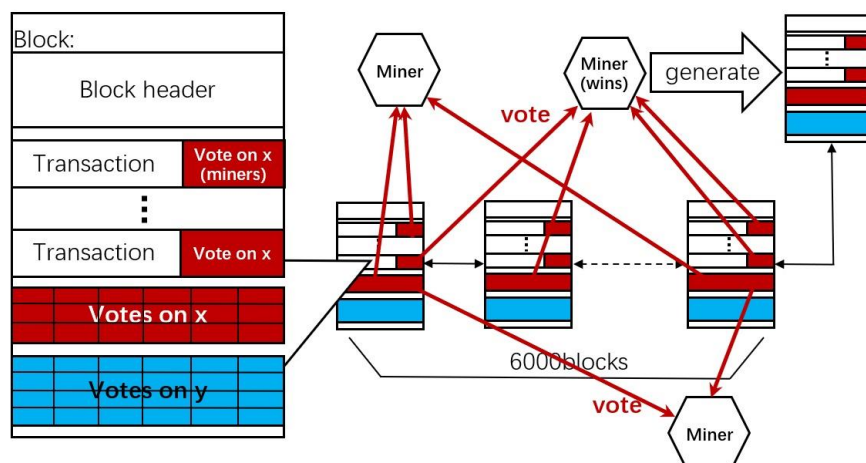 Block:
Block header
Transaction
Vote on x
(miners)
Transaction
Vote on x
Votes on x
Votes on y
Miner
Miner
(wins)
generate
vote
6000blocks
vote
Miner